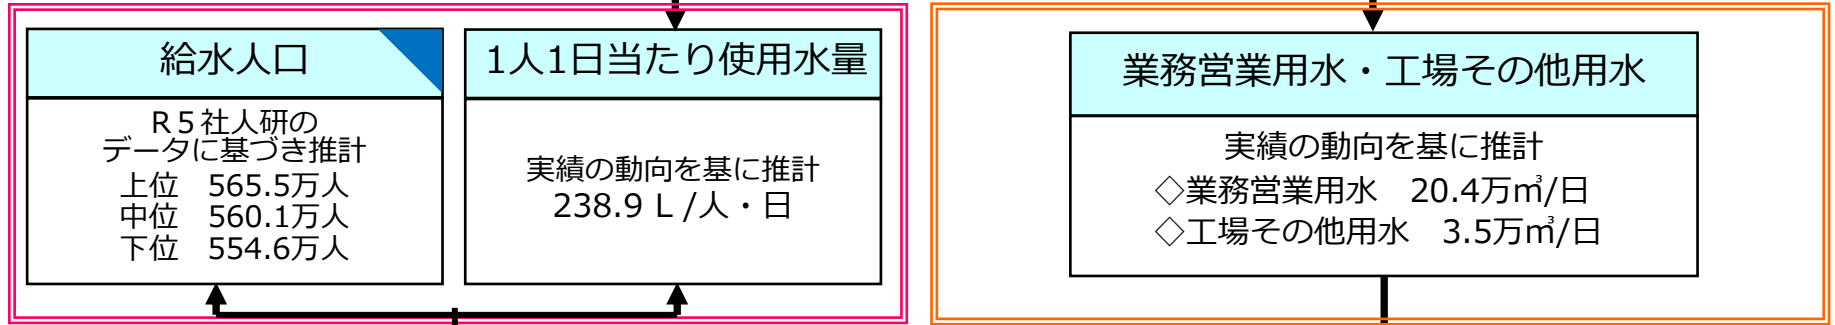 給水人口
R5社人研の
データに基づき推計
上位　565.5万人
中位　560.1万人
下位　554.6万人
1人1日当たり使用水量
実績の動向を基に推計
238.9 L /人・日
業務営業用水・工場その他用水
実績の動向を基に推計
◇業務営業用水　20.4万㎥/日
◇工場その他用水　3.5万㎥/日